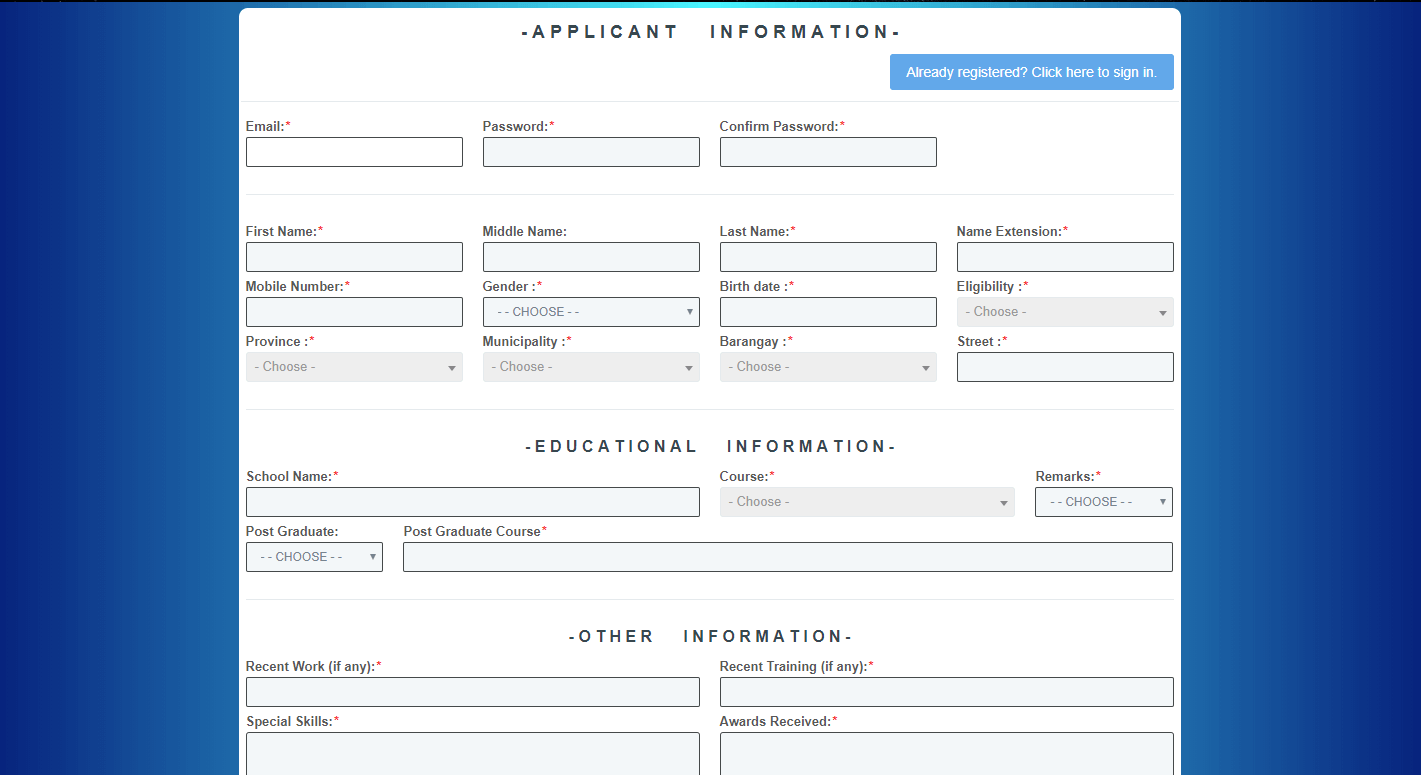 -APPLICANT INFORMATION-
Already registered? Click here to sign in.
Email:* Password:* Confirm Password:*
First Name:* Middle Name: Last Name:* Name Extension:*
Mobile Number:* Gender :* Birth date :* Eligibility :*
- - CHOOSE - - - Choose -
Province :* Municipality :* Barangay :* Street :*
- Choose - - Choose - - Choose -
-EDUCATIONAL INFORMATION-
School Name:* Course:* Remarks:*
- Choose - - - CHOOSE - -
Post Graduate: Post Graduate Course*
- - CHOOSE - -
-OTHER INFORMATION-
Recent Work (if any):* Recent Training (if any):*
Special Skills:* Awards Received:*